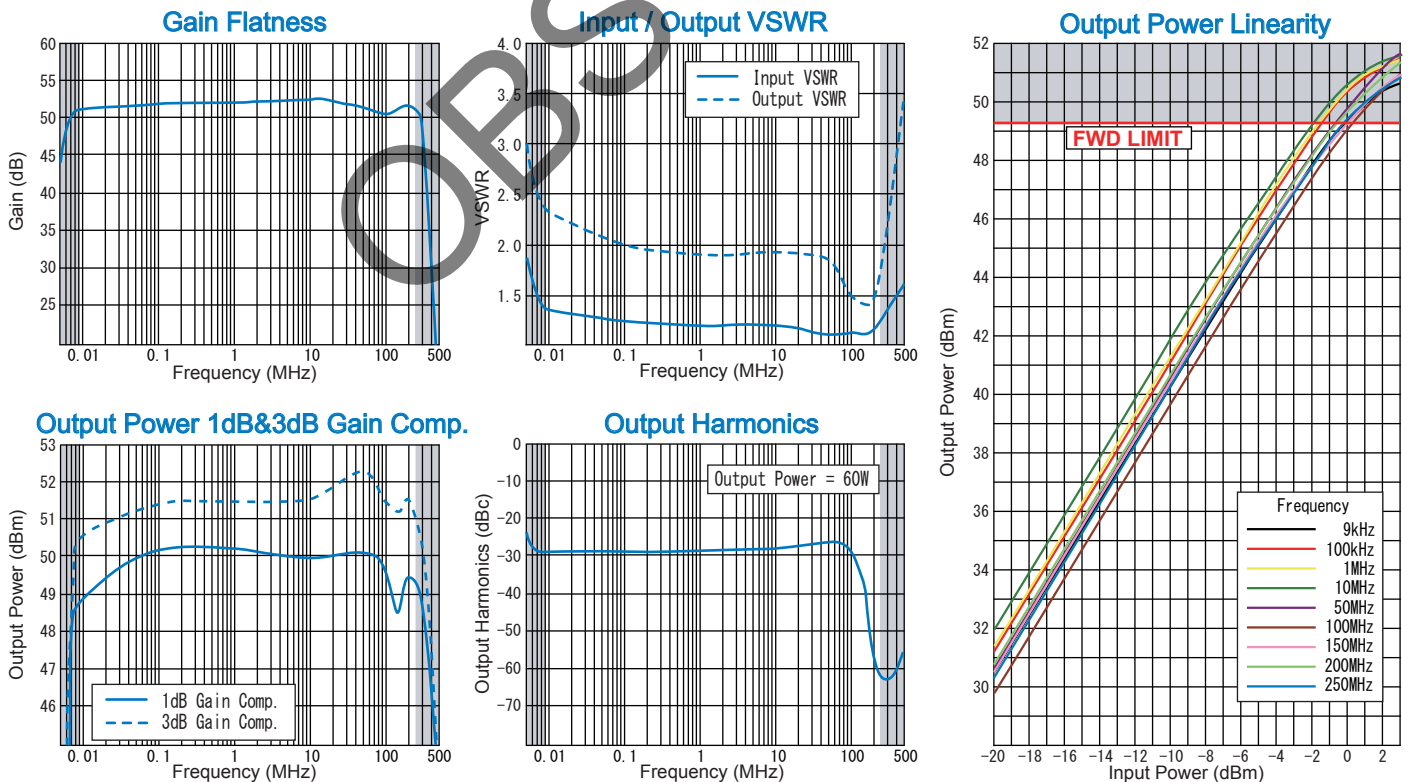 Gain Flatness
60
55
50
45
40
35
30
25
Gain (dB)
0.01 0.1 1 10 100 500
Frequency (MHz)
Input / Output VSWR
4.0
3.5
3.0
2.5
2.0
1.5
VSWR
Input VSWR
Output VSWR
0.01 0.1 1 10 100 500
Frequency (MHz)
Output Power 1dB&3dB Gain Comp.
53
52
51
50
49
48
47
46
Output Power (dBm)
1dB Gain Comp.
3dB Gain Comp.
0.01 0.1 1 10 100 500
Frequency (MHz)
Output Harmonics
0
-10
-20
-30
-40
-50
-60
-70
Output Harmonics (dBc)
Output Power = 60W
0.01 0.1 1 10 100 500
Frequency (MHz)
Output Power Linearity
52
50
48
46
44
42
40
38
36
34
32
30
Output Power (dBm)
FWD LIMIT
Frequency
9kHz
100kHz
1MHz
10MHz
50MHz
100MHz
150MHz
200MHz
250MHz
-20 -18 -16 -14 -12 -10 -8 -6 -4 -2 0 2
Input Power (dBm)
OBS